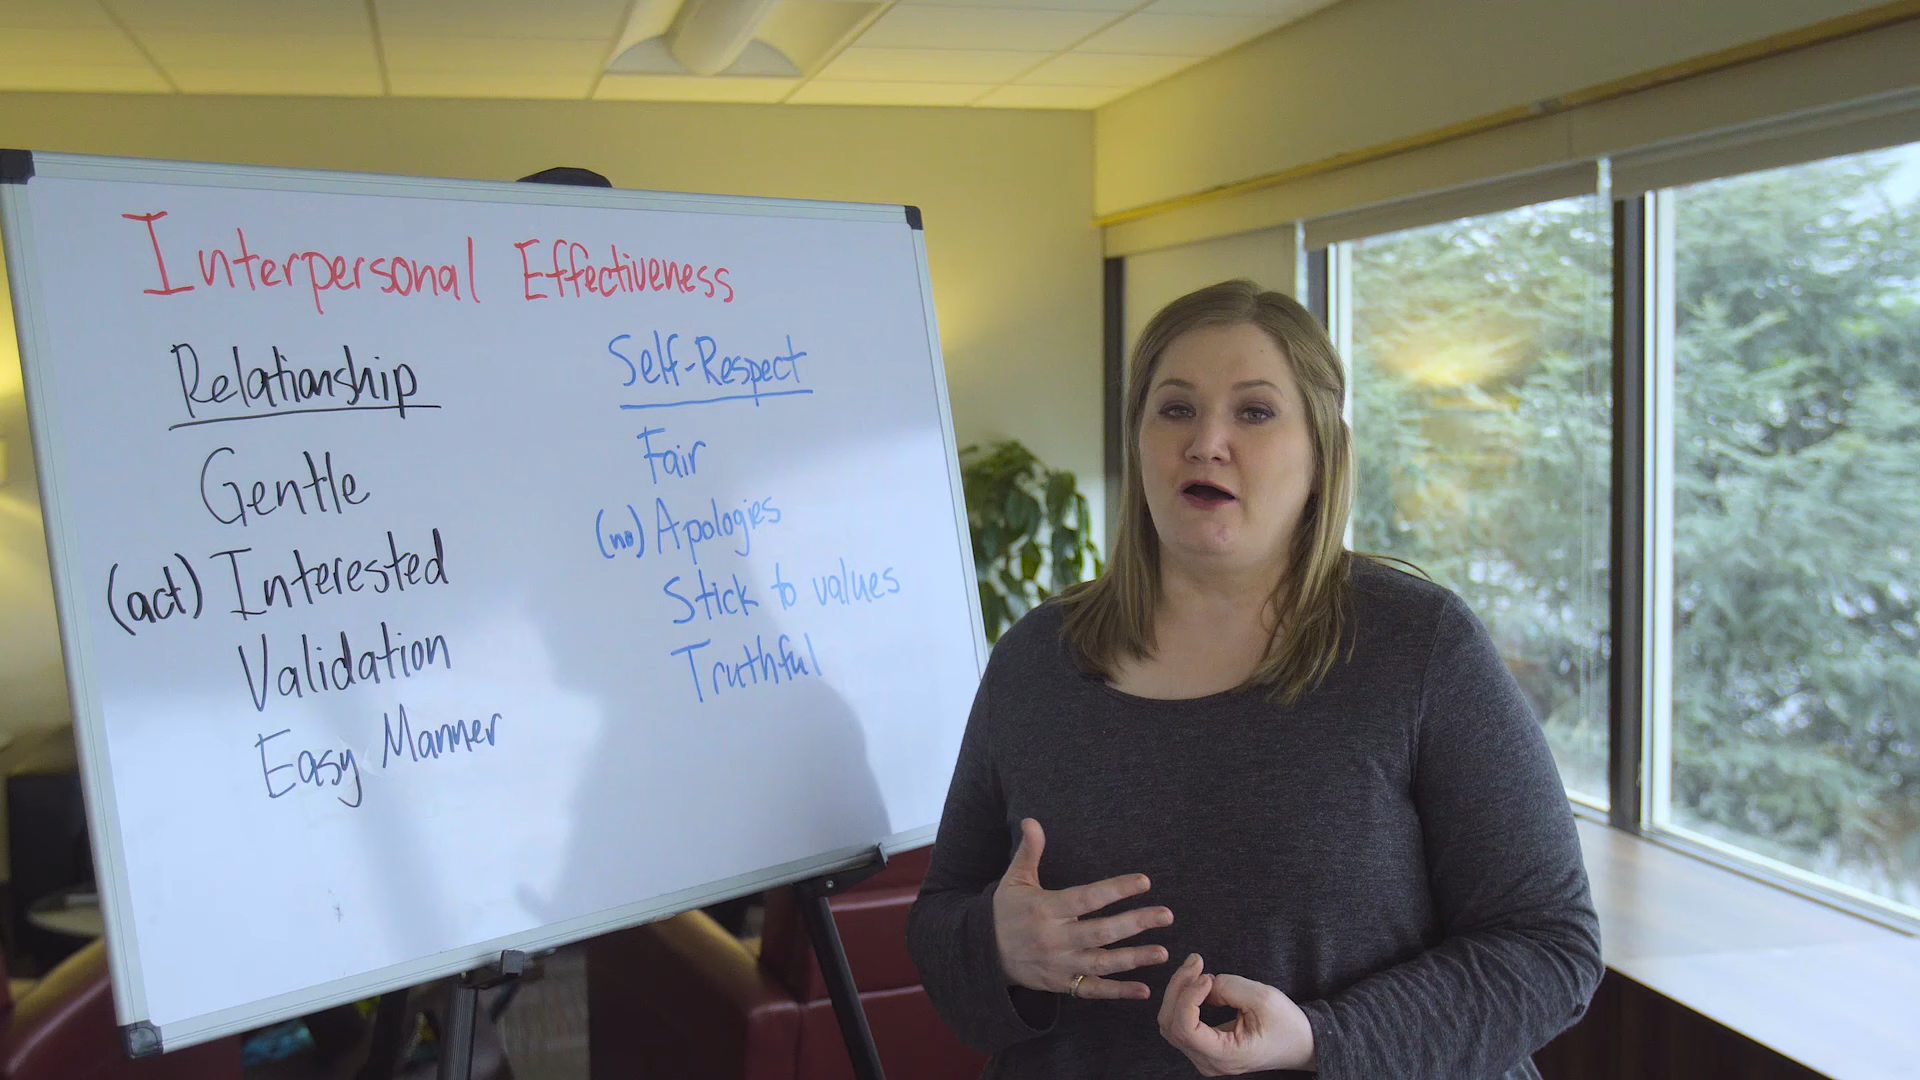 Interpersonal Effectiveness
Relationship
Gentle
(act) Interested
Validation
Easy Manner
Self-Respect
Fair
(no) Apologies
Stick to values
Truthful